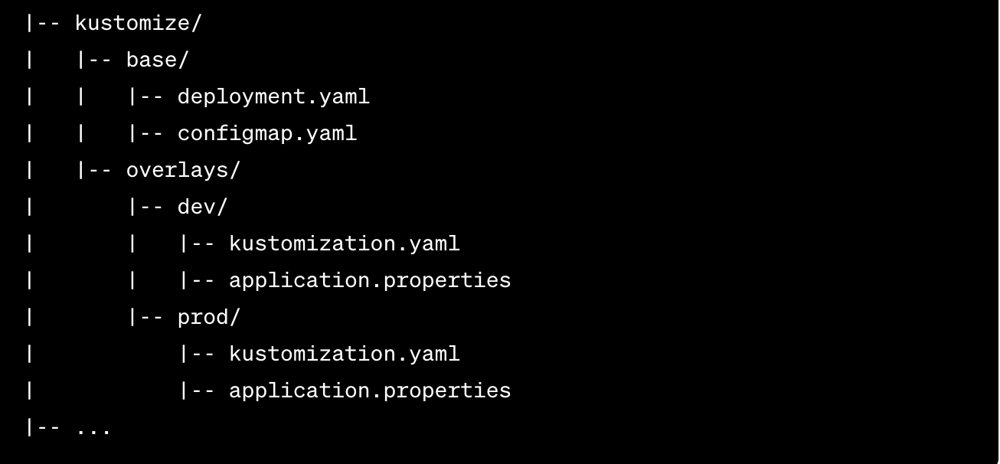 |-- kustomize/
|   |-- base/
|   |   |-- deployment.yaml
|   |   |-- configmap.yaml
|   |-- overlays/
|       |-- dev/
|       |   |-- kustomization.yaml
|       |   |-- application.properties
|       |-- prod/
|           |-- kustomization.yaml
|           |-- application.properties
|-- ...